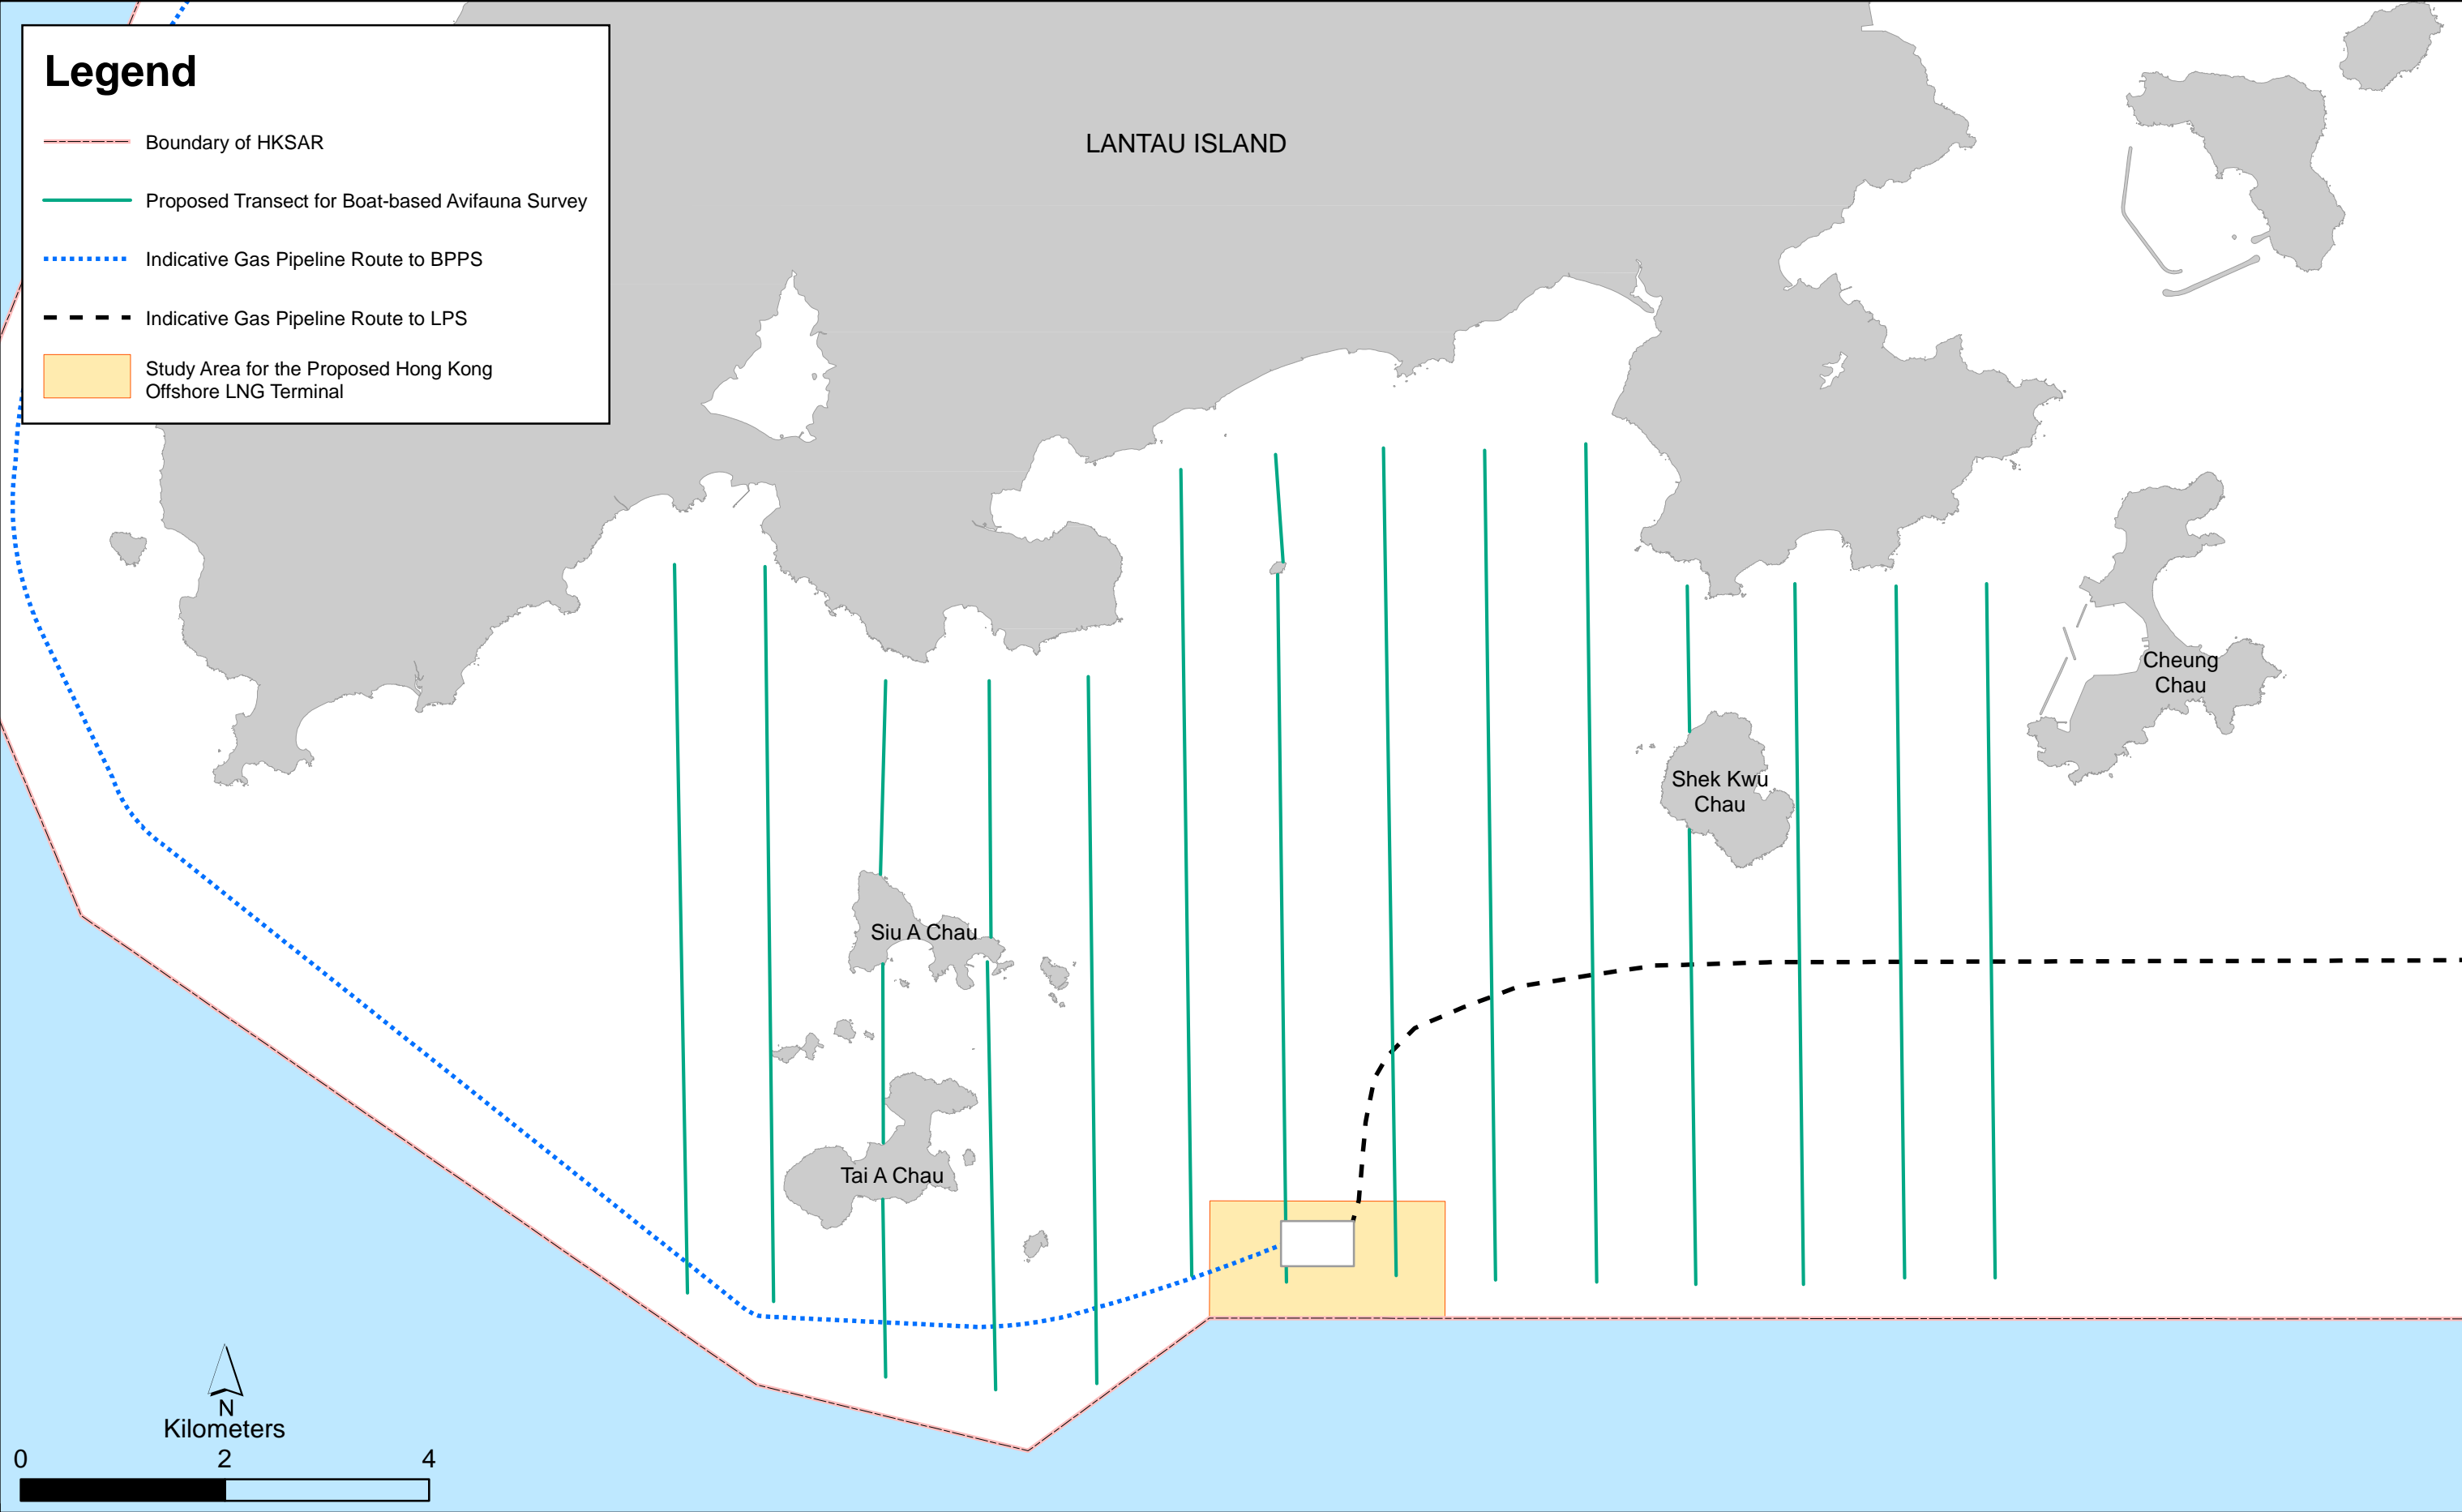 Legend
Boundary of HKSAR
Proposed Transect for Boat-based Avifauna Survey
Indicative Gas Pipeline Route to BPPS
Indicative Gas Pipeline Route to LPS
Study Area for the Proposed Hong Kong
Offshore LNG Terminal
LANTAU ISLAND
Cheung
Chau
Shek Kwu
Chau
Siu A Chau
Tai A Chau
N
Kilometers
0 2 4